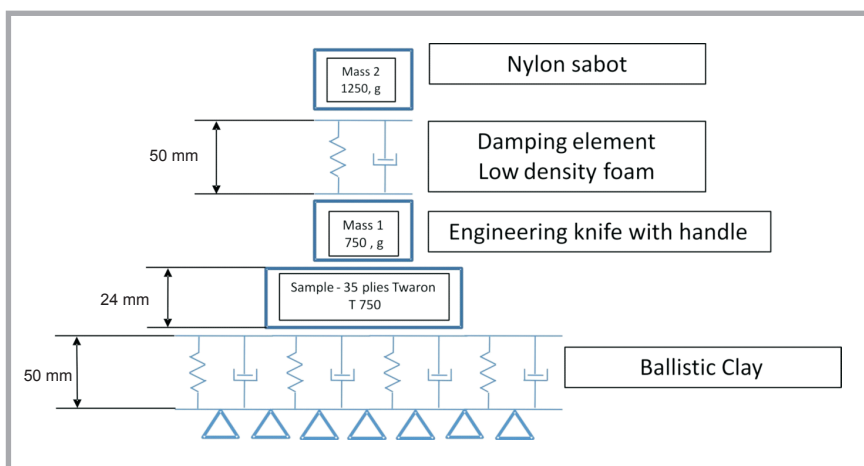 Mass 2
1250, g
Nylon sabot
50 mm
Damping element
Low density foam
Mass 1
750 , g
Engineering knife with handle
24 mm
Sample - 35 plies Twaron
T 750
50 mm
Ballistic Clay